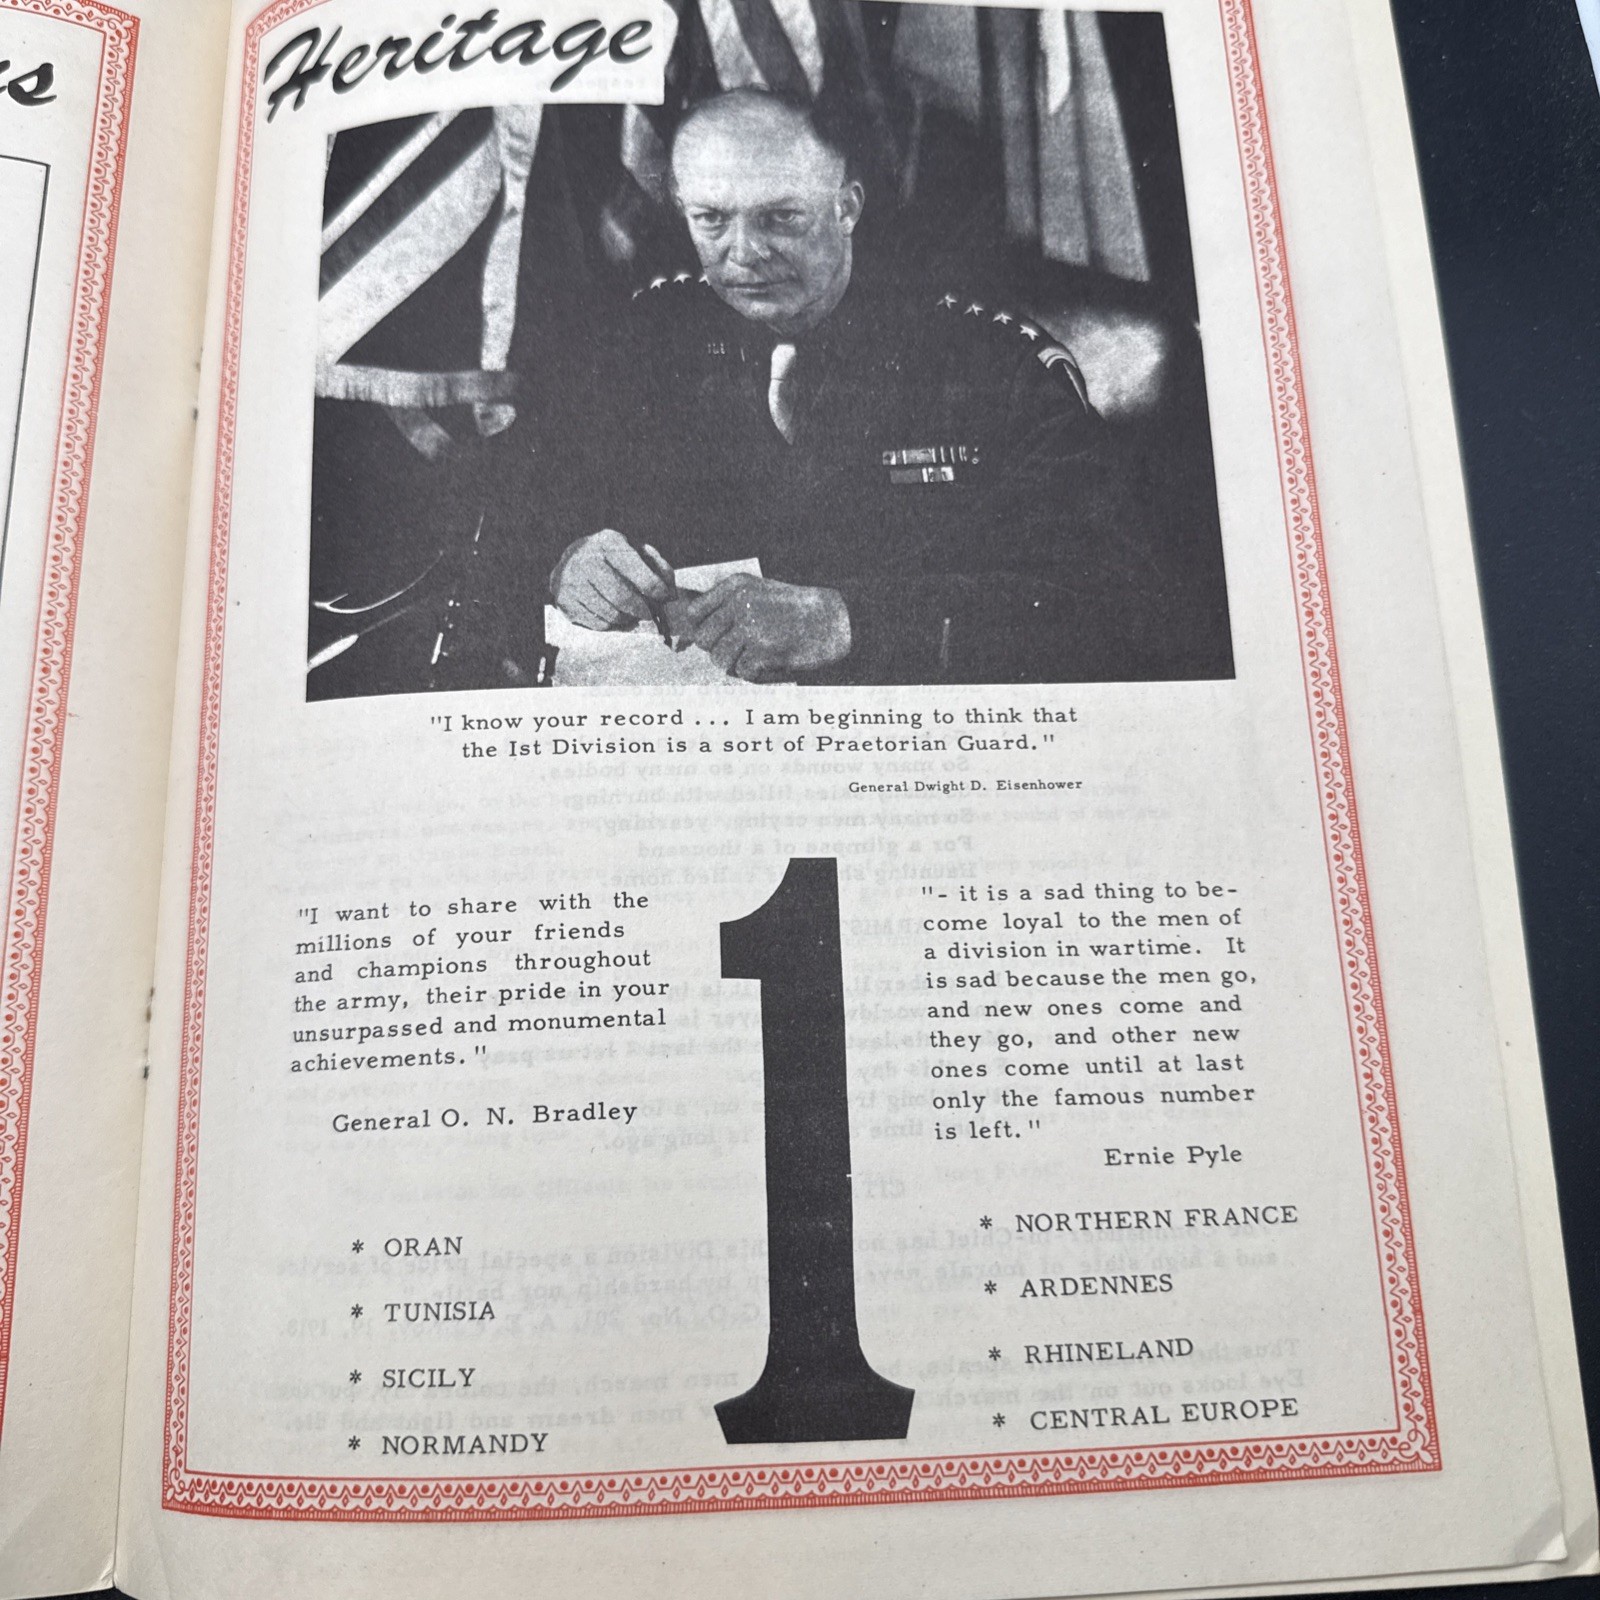 Heritage
"I know your record ... I am beginning to think that
the Ist Division is a sort of Praetorian Guard."
General Dwight D. Eisenhower
"I want to share with the
millions of your friends
and champions throughout
the army, their pride in your
unsurpassed and monumental
achievements."
General O. N. Bradley
* ORAN
* TUNISIA
* SICILY
* NORMANDY
1
"- it is a sad thing to be-
come loyal to the men of
a division in wartime. It
is sad because the men go,
and new ones come and
they go, and other new
ones come until at last
only the famous number
is left."
Ernie Pyle
* NORTHERN FRANCE
* ARDENNES
* RHINELAND
* CENTRAL EUROPE